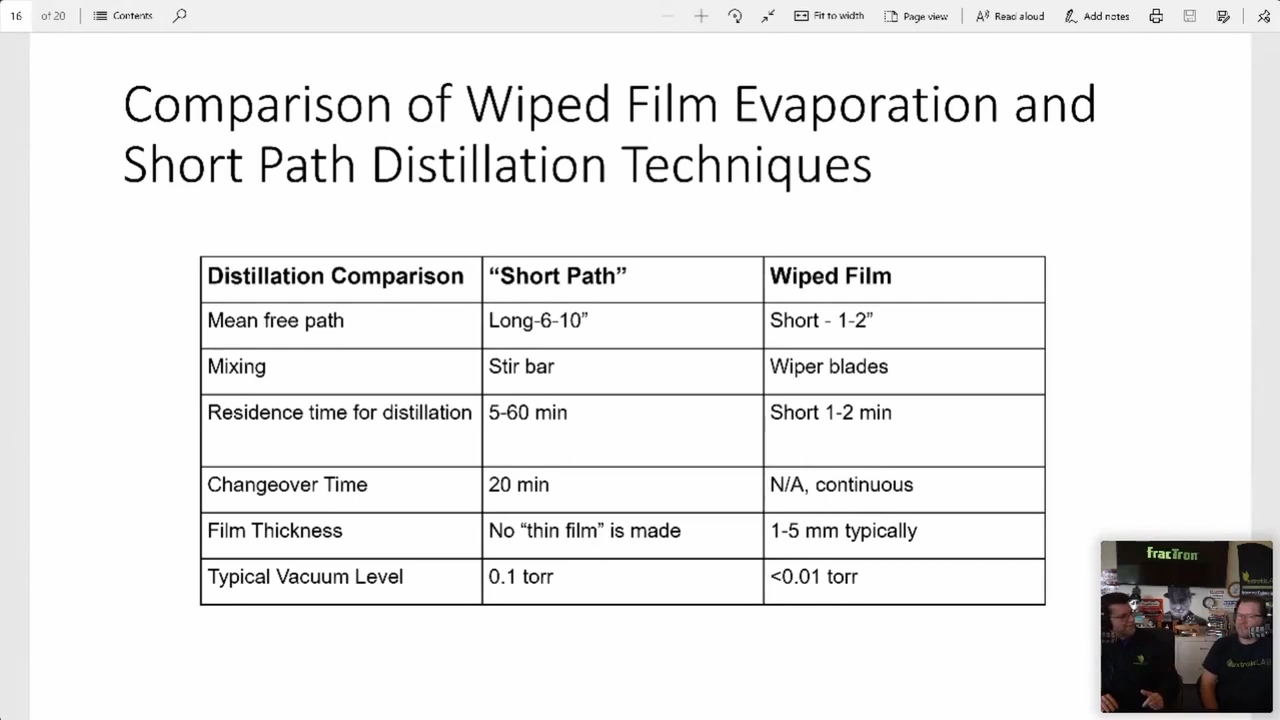 16 of 20 Contents Fit to width Page view Read aloud Add notes
Comparison of Wiped Film Evaporation and
Short Path Distillation Techniques
Distillation Comparison “Short Path” Wiped Film
Mean free path Long-6-10” Short - 1-2”
Mixing Stir bar Wiper blades
Residence time for distillation 5-60 min Short 1-2 min
Changeover Time 20 min N/A, continuous
Film Thickness No “thin film” is made 1-5 mm typically
Typical Vacuum Level 0.1 torr <0.01 torr
fracTron